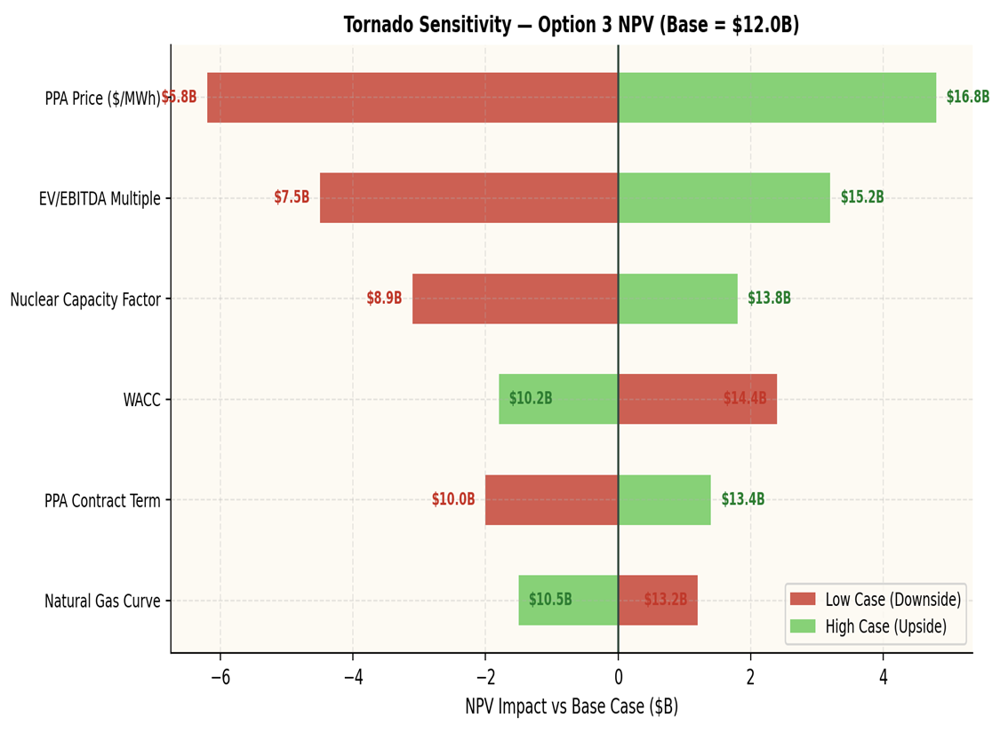 Tornado Sensitivity — Option 3 NPV (Base = $12.0B)
PPA Price ($/MWh) $5.8B $16.8B
EV/EBITDA Multiple $7.5B $15.2B
Nuclear Capacity Factor $8.9B $13.8B
WACC $10.2B $14.4B
PPA Contract Term $10.0B $13.4B
Natural Gas Curve $10.5B $13.2B
Low Case (Downside)
High Case (Upside)
−6 −4 −2 0 2 4
NPV Impact vs Base Case ($B)